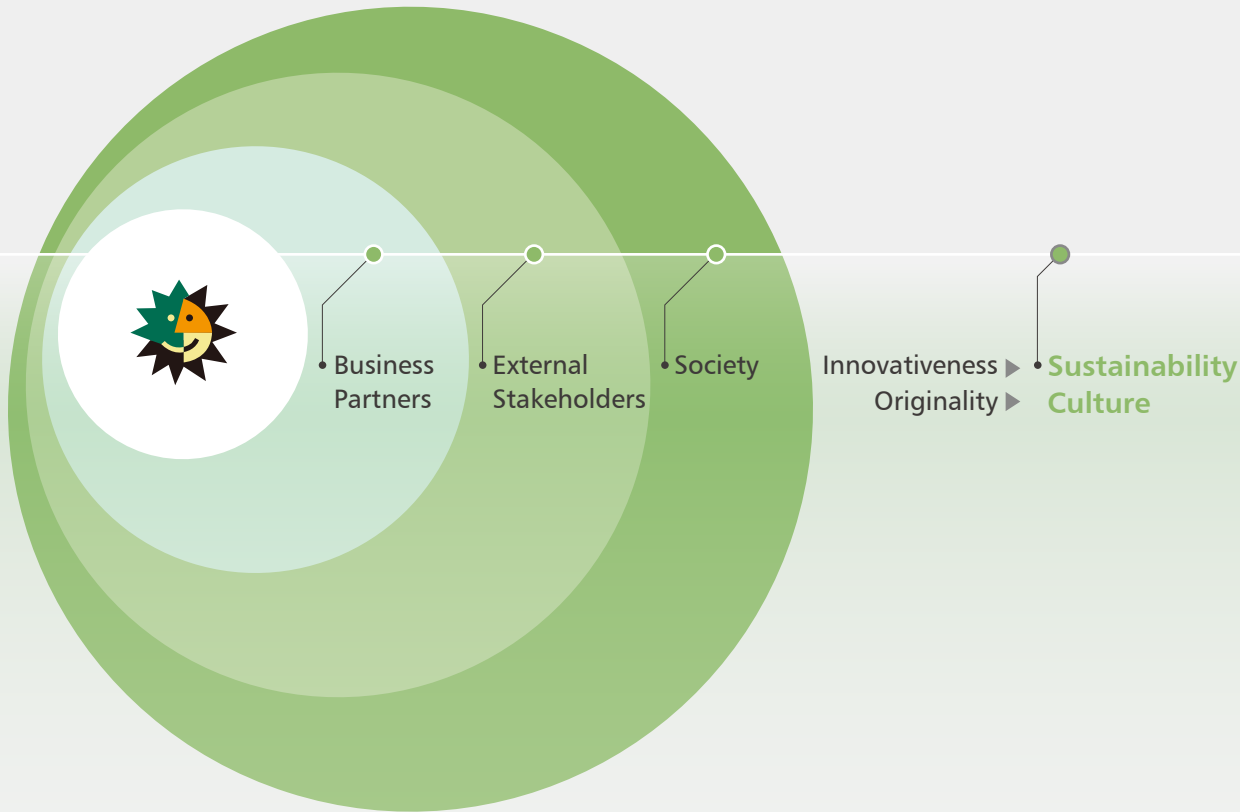 Business
Partners
External
Stakeholders
Society
Innovativeness
Originality
Sustainability
Culture